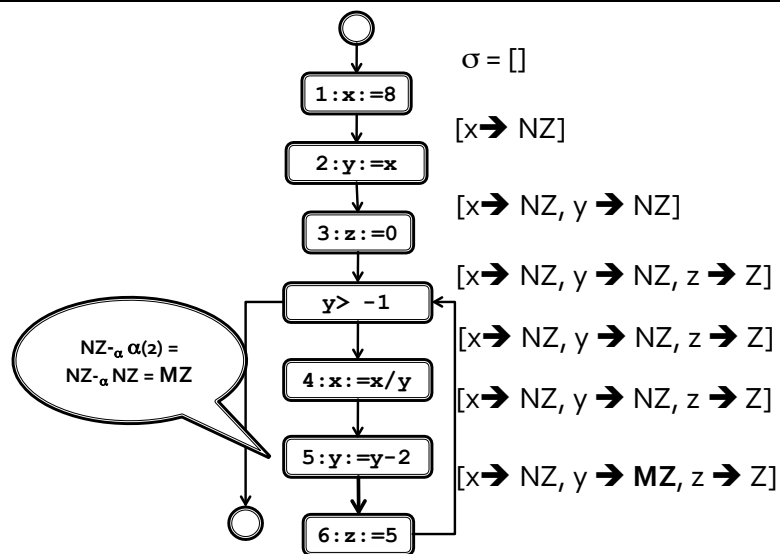 σ = []
1:x:=8
[x➔ NZ]
2:y:=x
[x➔ NZ, y ➔ NZ]
3:z:=0
[x➔ NZ, y ➔ NZ, z ➔ Z]
y> -1
[x➔ NZ, y ➔ NZ, z ➔ Z]
NZ-α α(2) =
NZ-α NZ = MZ
4:x:=x/y
[x➔ NZ, y ➔ NZ, z ➔ Z]
5:y:=y-2
[x➔ NZ, y ➔ MZ, z ➔ Z]
6:z:=5